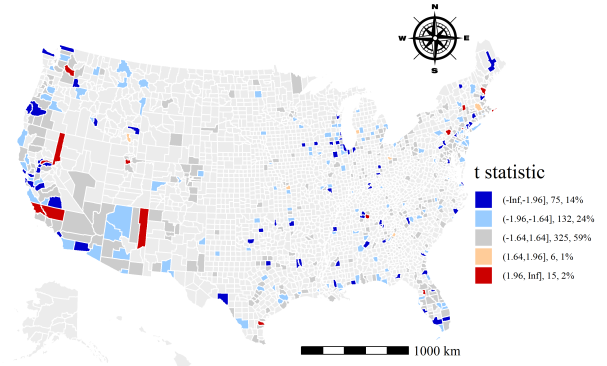 N
W E
S
t statistic
(-Inf,-1.96], 75, 14%
(-1.96,-1.64], 132, 24%
(-1.64,1.64], 325, 59%
(1.64,1.96], 6, 1%
(1.96, Inf], 15, 2%
1000 km